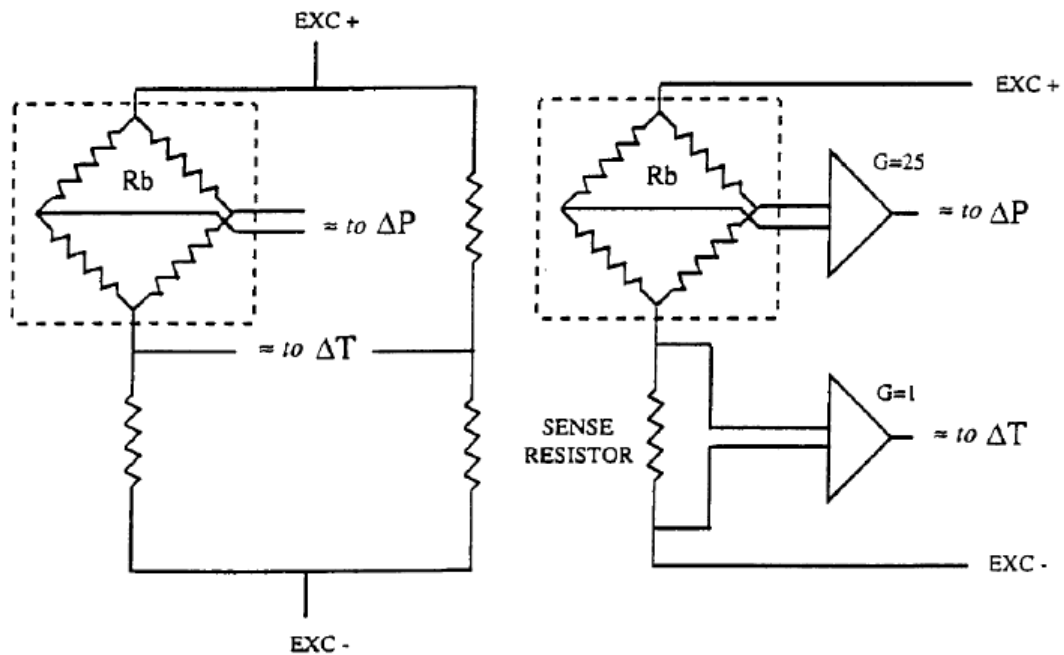 EXC +
Rb
≈ to ΔP
≈ to ΔT
EXC -
EXC +
Rb
G=25
≈ to ΔP
G=1
SENSE
RESISTOR
≈ to ΔT
EXC -